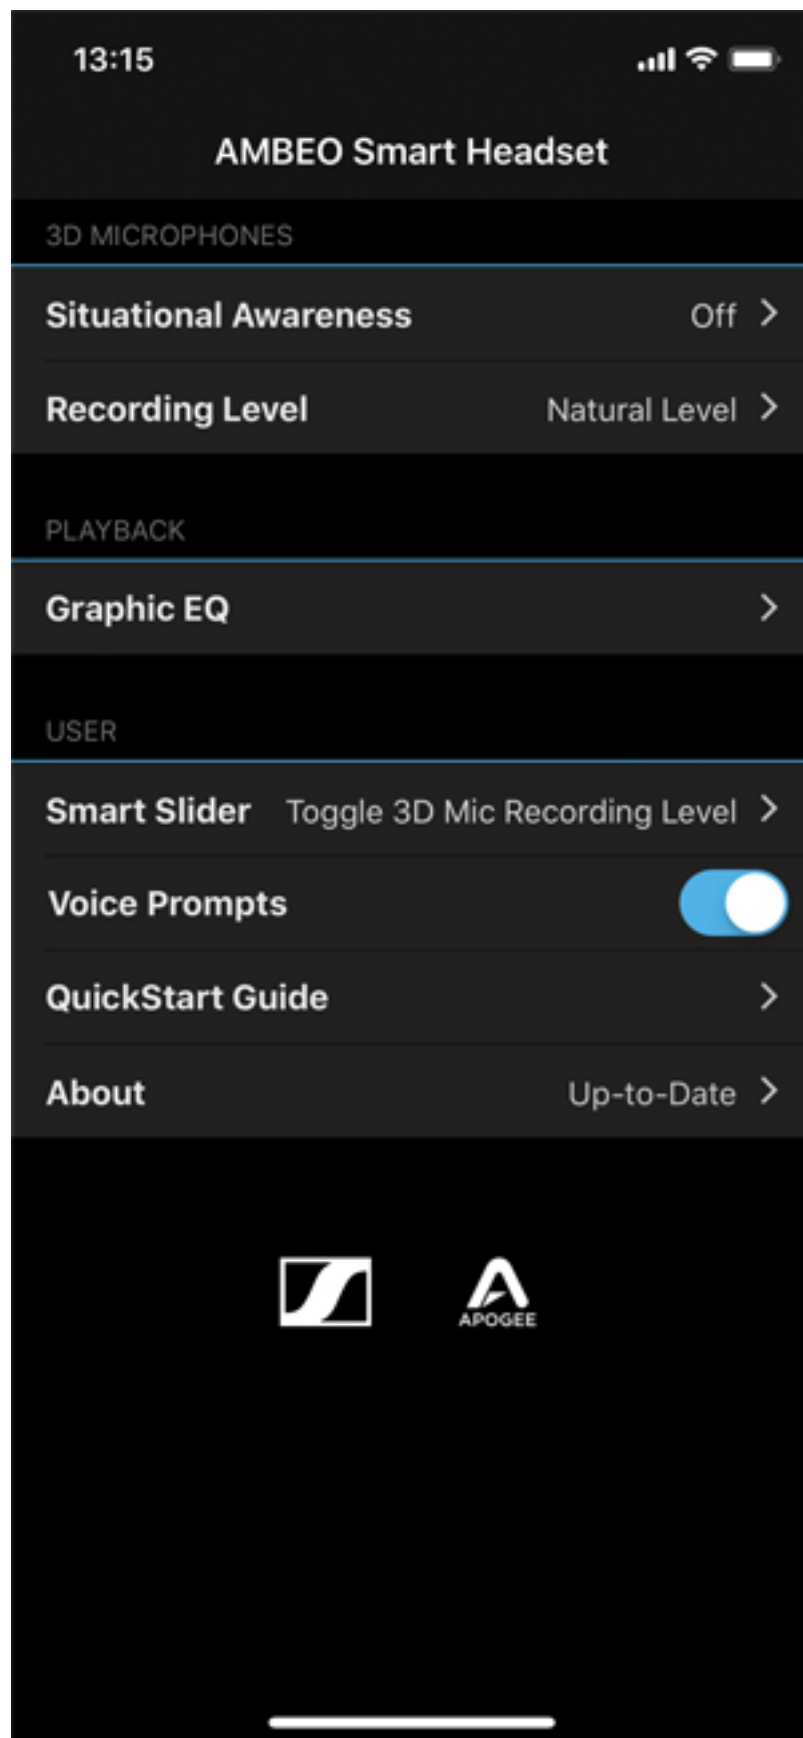 13:15
AMBEO Smart Headset
3D MICROPHONES
Situational Awareness Off
Recording Level Natural Level
PLAYBACK
Graphic EQ
USER
Smart Slider Toggle 3D Mic Recording Level
Voice Prompts
QuickStart Guide
About Up-to-Date
APOGEE